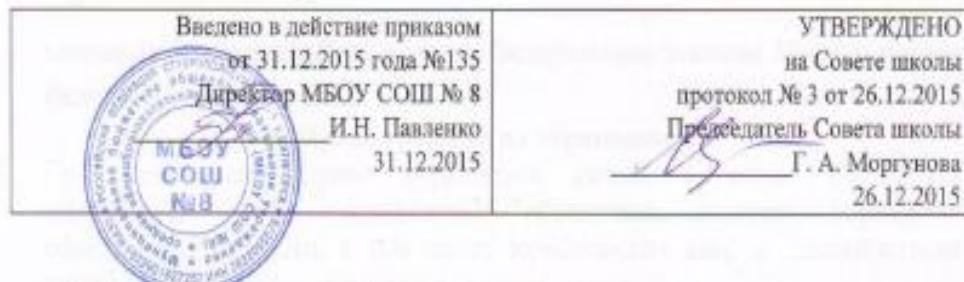 Введено в действие приказом
от 31.12.2015 года №135
Директор МБОУ СОШ № 8
И.Н. Павленко
31.12.2015
МБОУ
СОШ
№8
УТВЕРЖДЕНО
на Совете школы
протокол № 3 от 26.12.2015
Председатель Совета школы
Г. А. Моргунова
26.12.2015